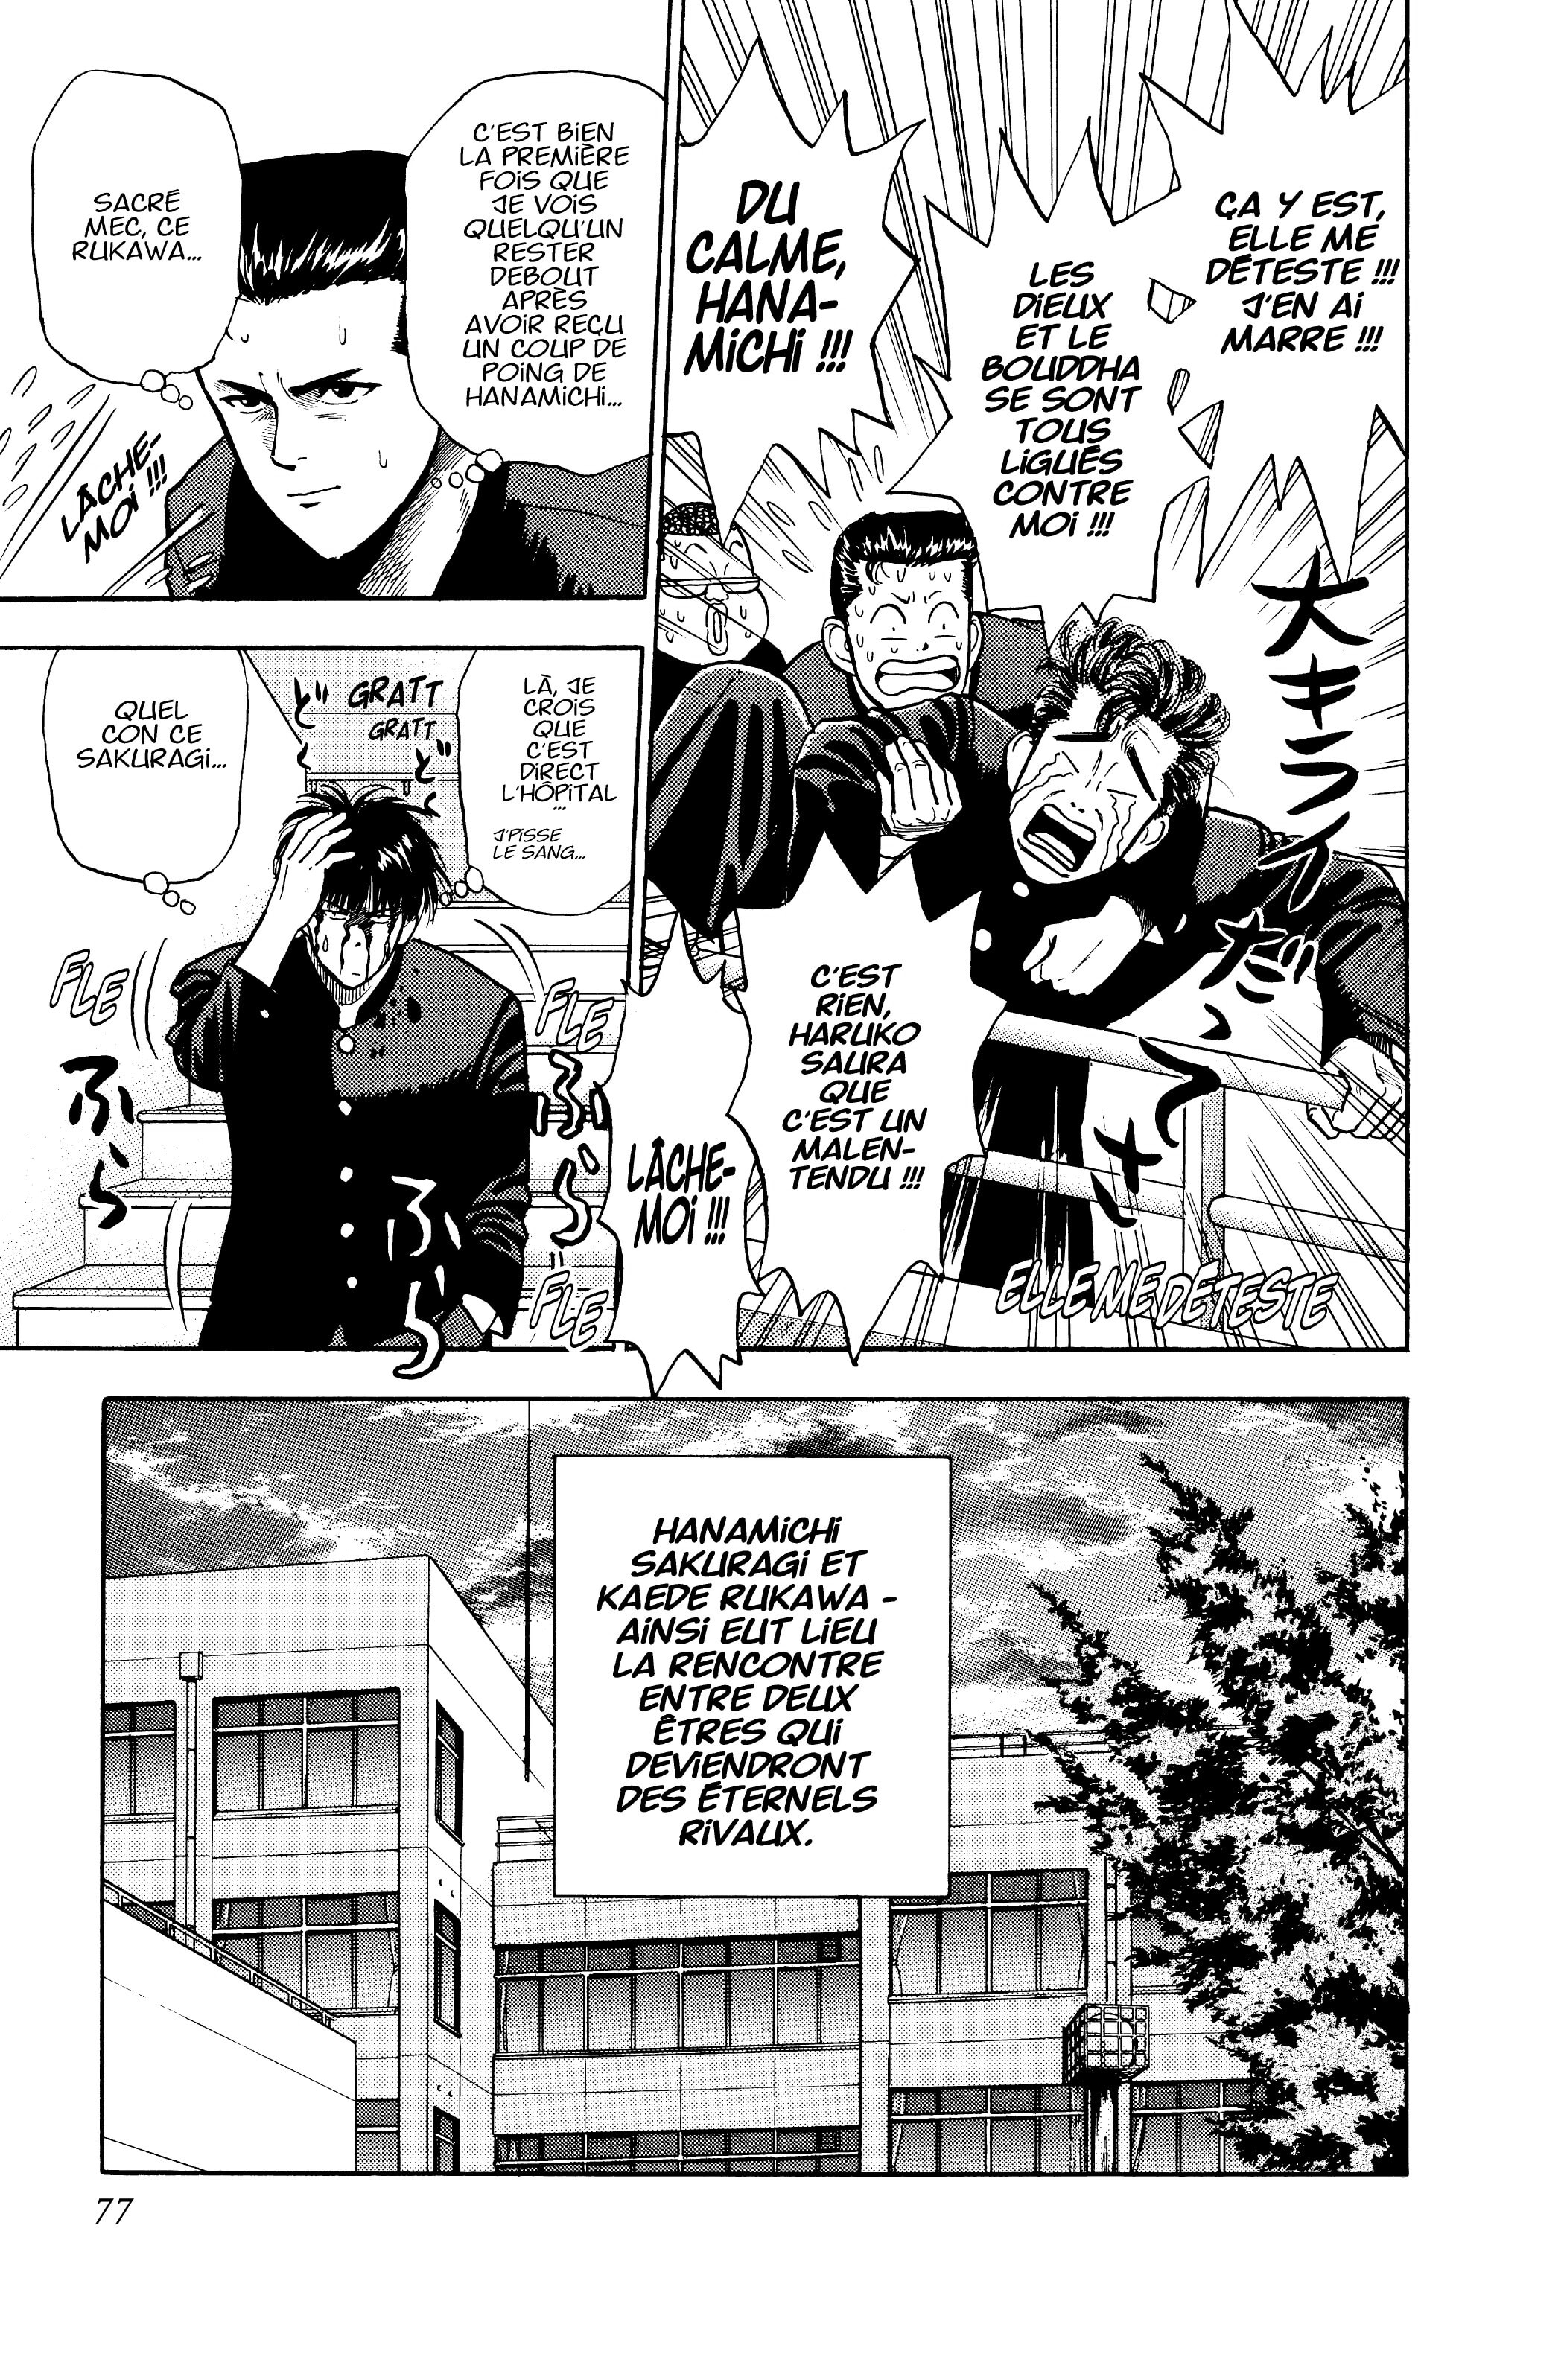 ÇA Y EST,
ELLE ME
DÉTESTE !!!
J'EN AI
MARRE !!!
LES
DIEUX
ET LE
BOUDDHA
SE SONT
TOUS
LIGUÉS
CONTRE
MOI !!!
DU
CALME,
HANA-
MICHI !!!
大キライだって
ELLE ME DÉTESTE
C'EST
RIEN,
HARUKO
SAURA
QUE
C'EST UN
MALEN-
TENDU !!!
LÂCHE-
MOI !!!
C'EST BIEN
LA PREMIÈRE
FOIS QUE
JE VOIS
QUELQU'UN
RESTER
DEBOUT
APRÈS
AVOIR REÇU
UN COUP DE
POING DE
HANAMICHI...
SACRÉ
MEC, CE
RUKAWA...
LÂCHE-
MOI !!!
LÀ, JE
CROIS
QUE
C'EST
DIRECT
L'HÔPITAL
...
J'PISSE
LE SANG...
GRATT
GRATT
QUEL
CON CE
SAKURAGI...
FLE
FLE
FLE
ふら
ふら
ふら
HANAMICHI
SAKURAGI ET
KAEDE RUKAWA -
AINSI EUT LIEU
LA RENCONTRE
ENTRE DEUX
ÊTRES QUI
DEVIENDRONT
DES ÉTERNELS
RIVAUX.
77